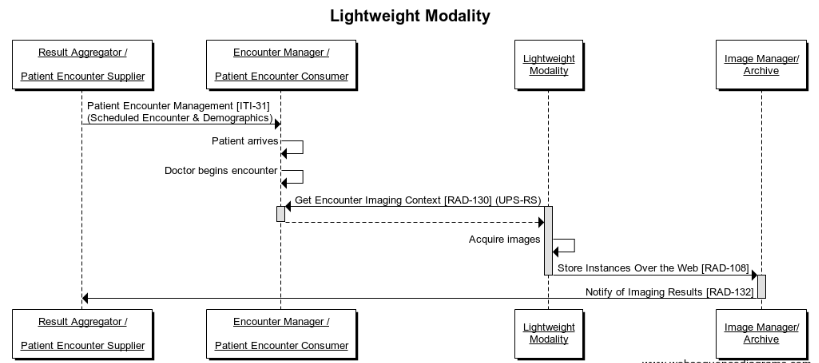 Lightweight Modality
Result Aggregator /
Patient Encounter Supplier
Encounter Manager /
Patient Encounter Consumer
Lightweight
Modality
Image Manager/
Archive
Patient Encounter Management [ITI-31]
(Scheduled Encounter & Demographics)
Patient arrives
Doctor begins encounter
Get Encounter Imaging Context [RAD-130] (UPS-RS)
Acquire images
Store Instances Over the Web [RAD-108]
Notify of Imaging Results [RAD-132]
Result Aggregator /
Patient Encounter Supplier
Encounter Manager /
Patient Encounter Consumer
Lightweight
Modality
Image Manager/
Archive
www.websequencediagrams.com